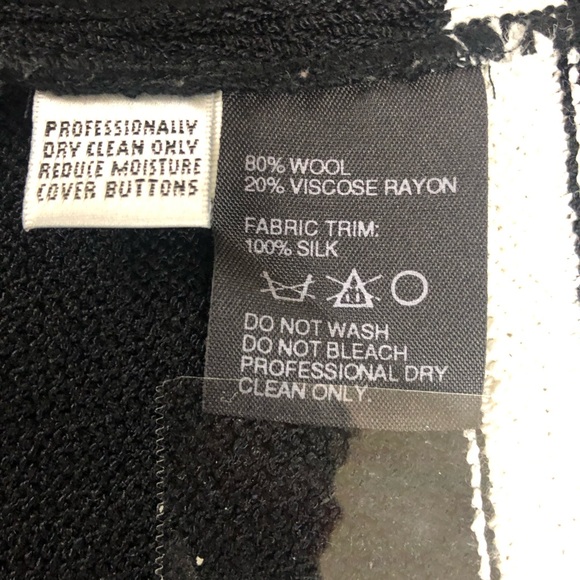 PROFESSIONALLY
DRY CLEAN ONLY
REDUCE MOISTURE
COVER BUTTONS
80% WOOL
20% VISCOSE RAYON
FABRIC TRIM:
100% SILK
DO NOT WASH
DO NOT BLEACH
PROFESSIONAL DRY
CLEAN ONLY.